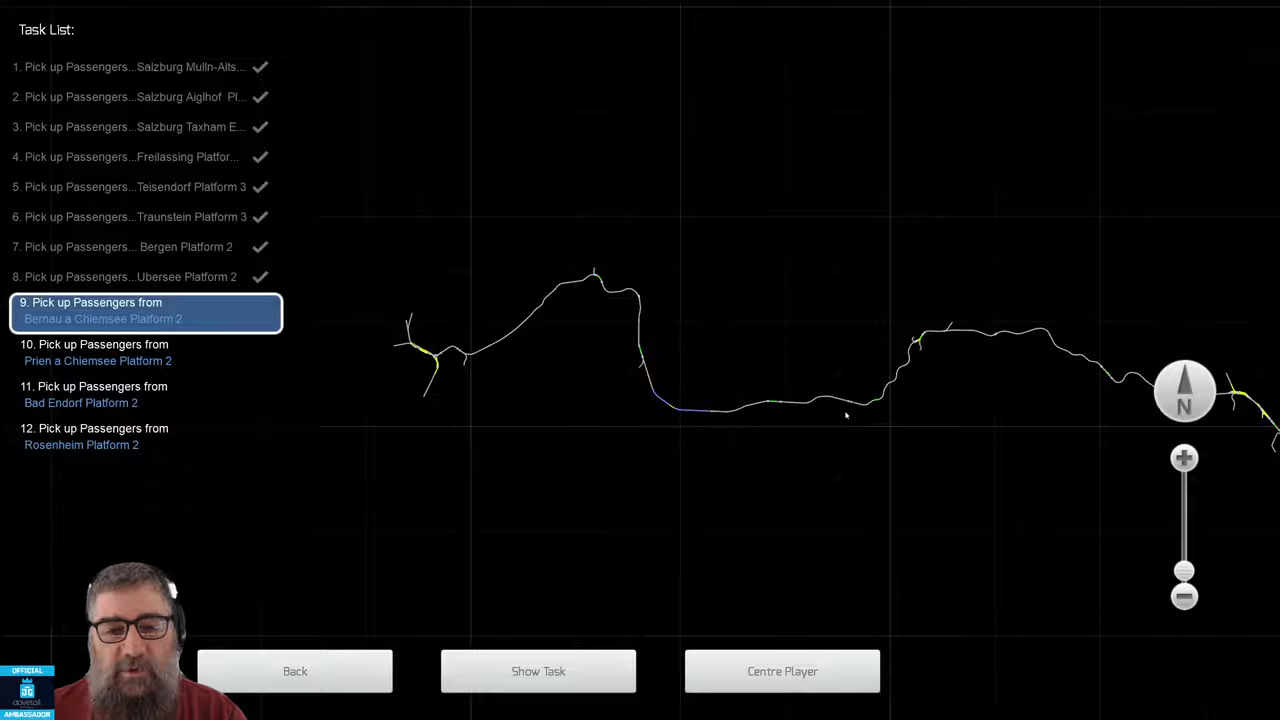 Task List:
1. Pick up Passengers...Salzburg Mulln-Alts...
2. Pick up Passengers...Salzburg Aiglhof Pl...
3. Pick up Passengers...Salzburg Taxham E...
4. Pick up Passengers...Freilassing Platfor...
5. Pick up Passengers...Teisendorf Platform 3
6. Pick up Passengers...Traunstein Platform 3
7. Pick up Passengers... Bergen Platform 2
8. Pick up Passengers...Ubersee Platform 2
9. Pick up Passengers from
Bernau a Chiemsee Platform 2
10. Pick up Passengers from
Prien a Chiemsee Platform 2
11. Pick up Passengers from
Bad Endorf Platform 2
12. Pick up Passengers from
Rosenheim Platform 2
N
Back
Show Task
Centre Player
OFFICIAL
dovetail
AMBASSADOR